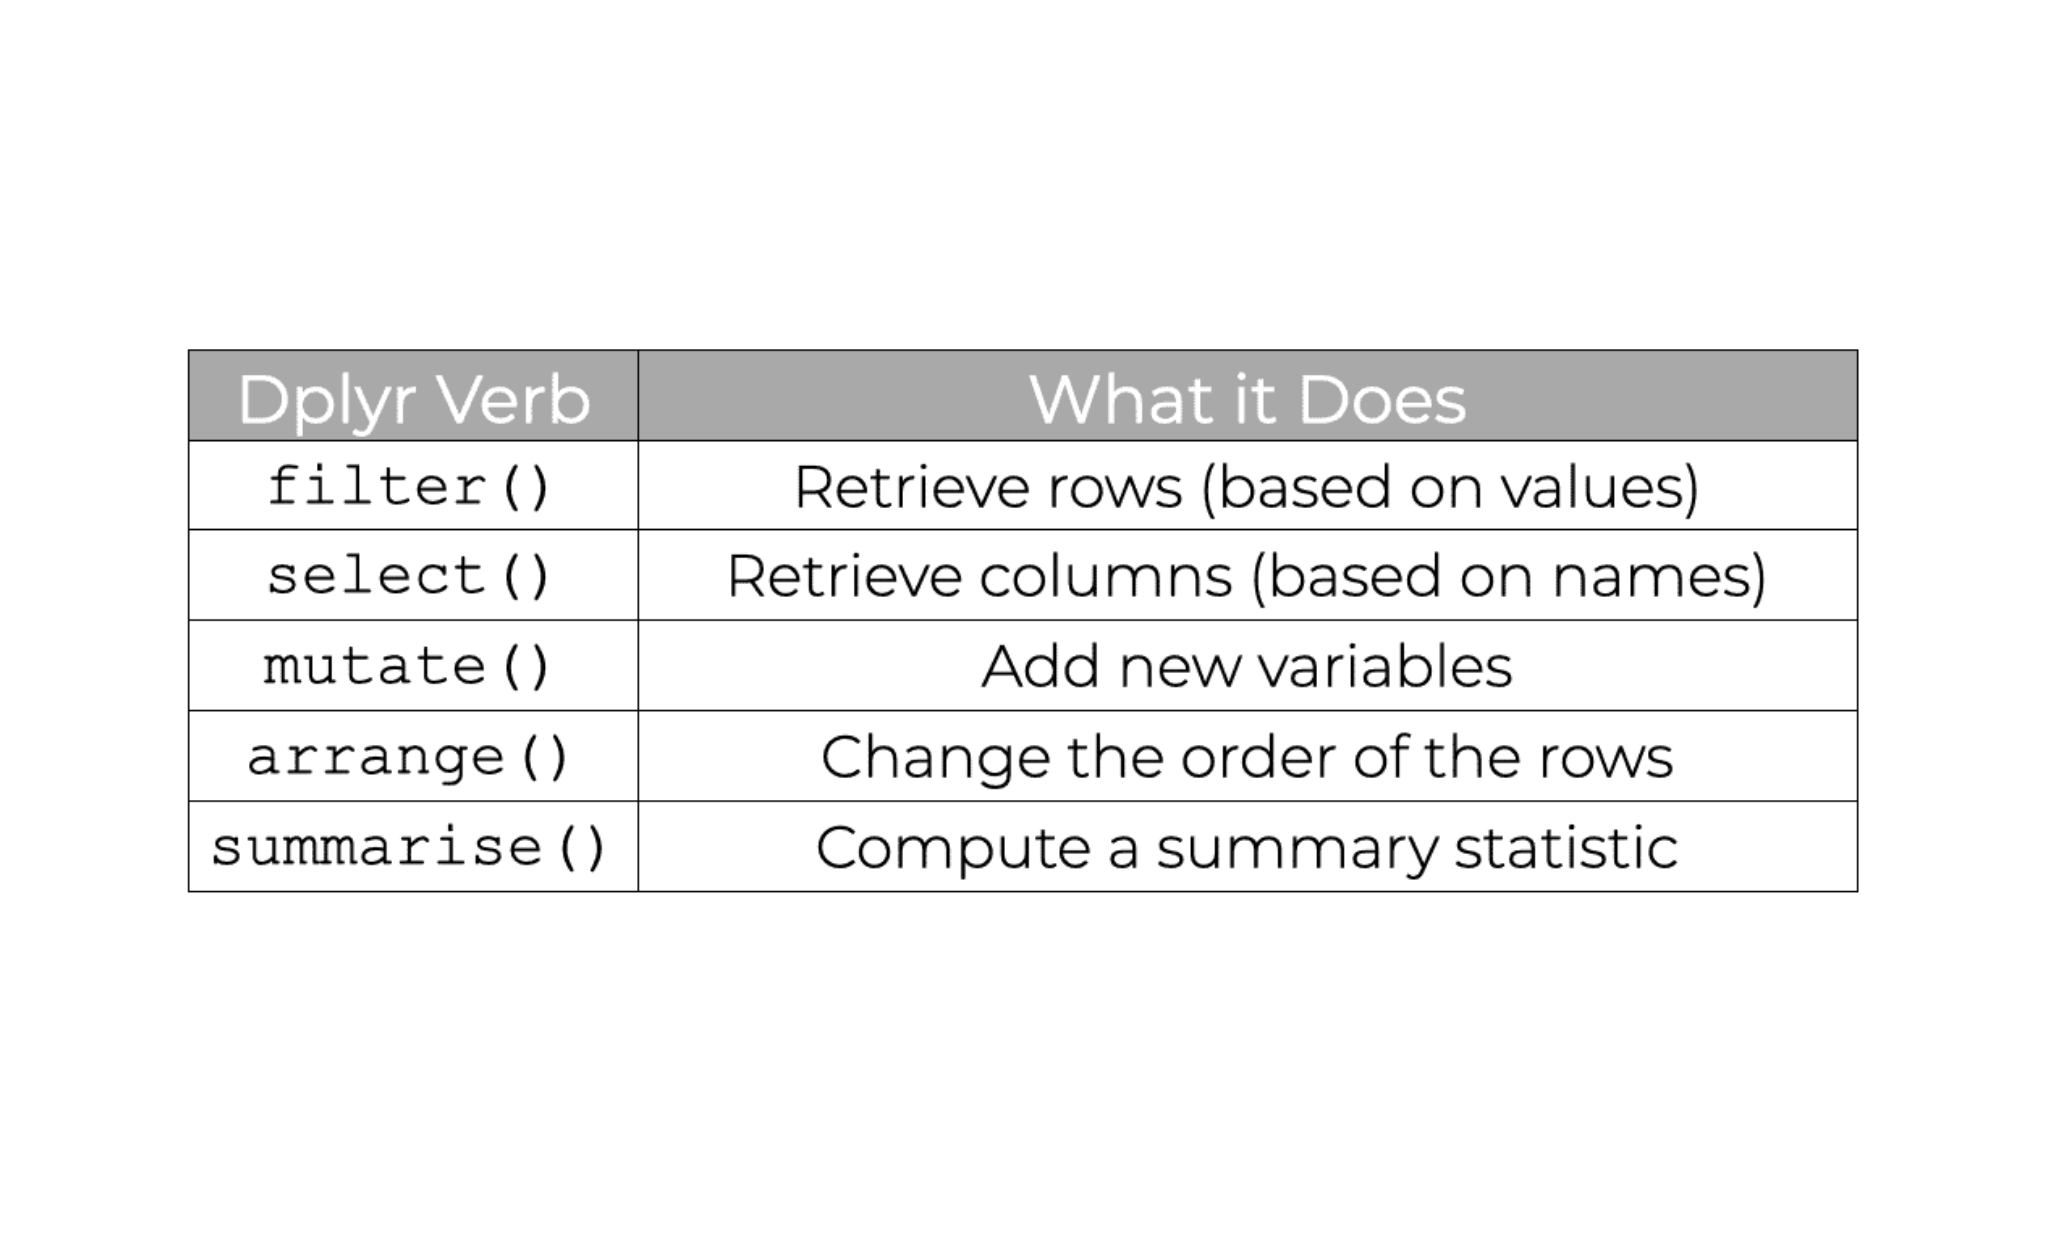 Dplyr Verb What it Does
filter() Retrieve rows (based on values)
select() Retrieve columns (based on names)
mutate() Add new variables
arrange() Change the order of the rows
summarise() Compute a summary statistic